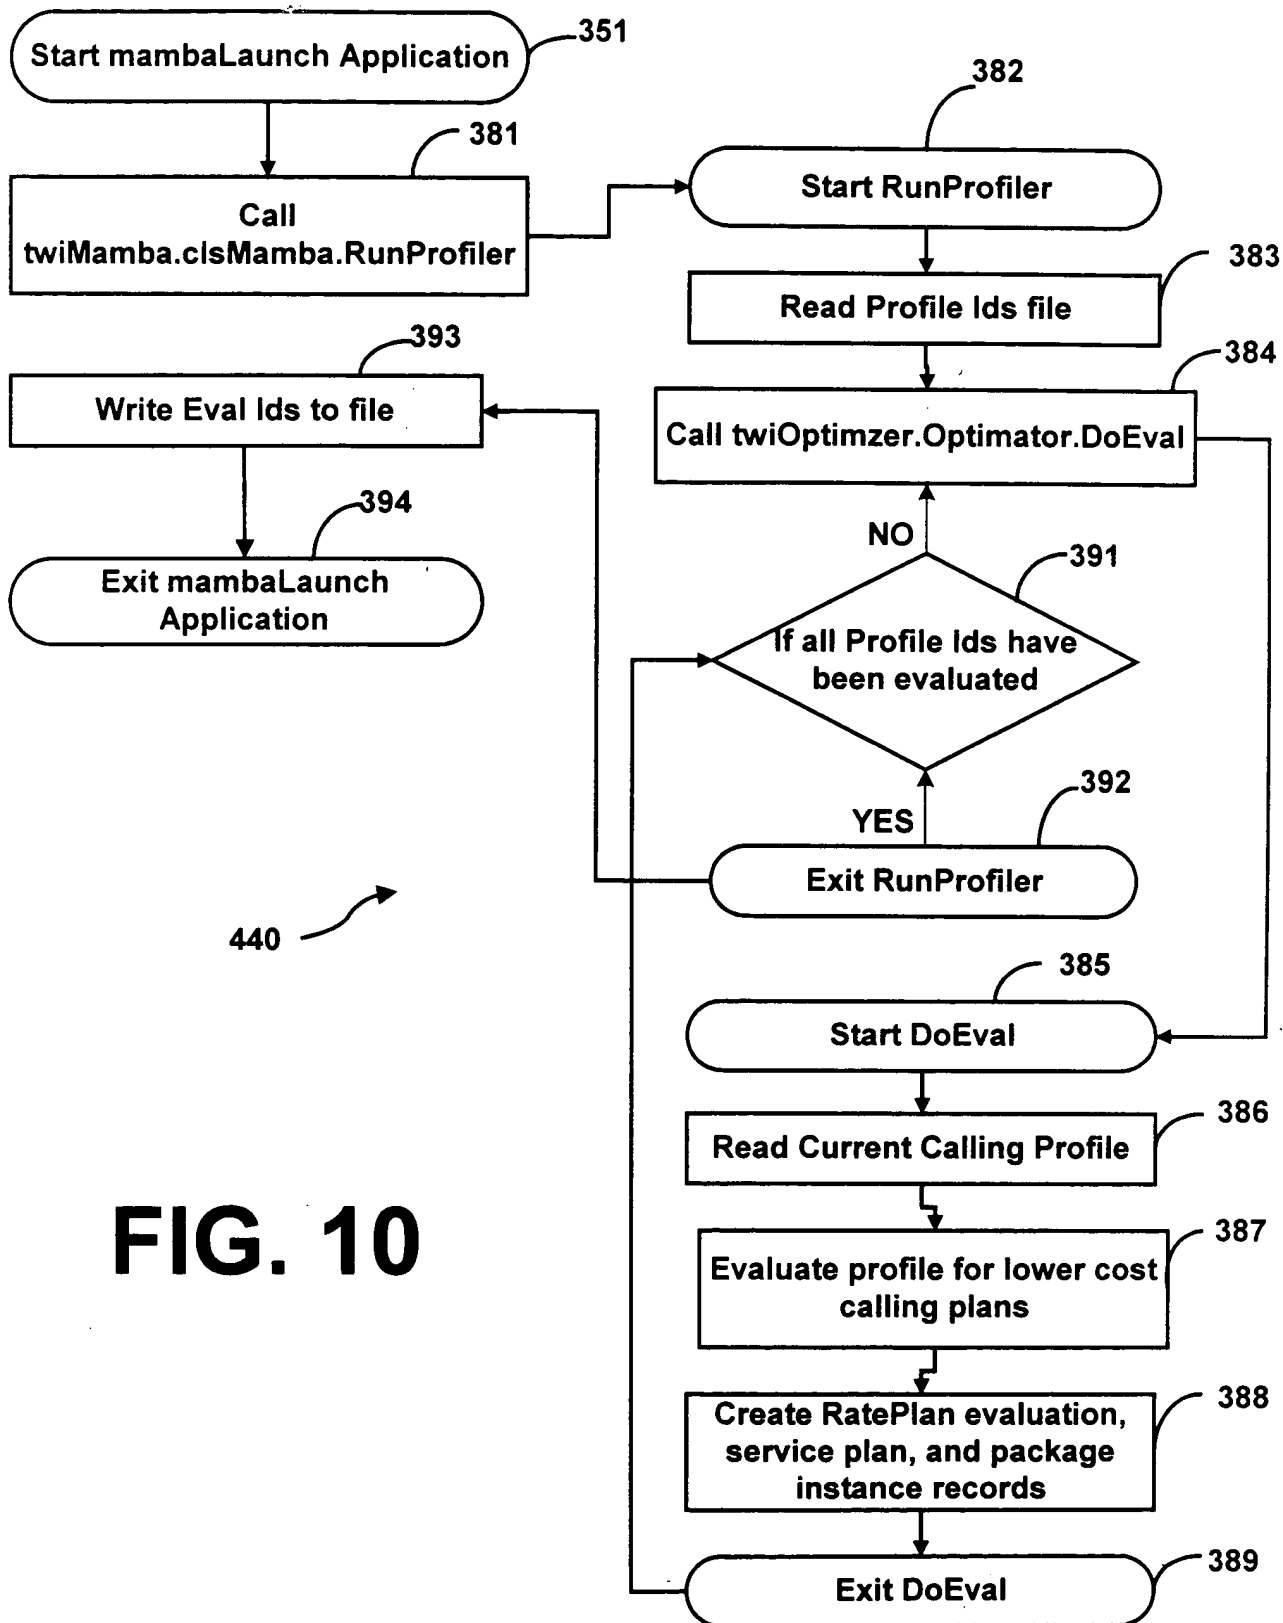 Start mambaLaunch Application
351
381
Call
twiMamba.clsMamba.RunProfiler
382
Start RunProfiler
383
Read Profile Ids file
384
Call twiOptimzer.Optimator.DoEval
393
Write Eval Ids to file
394
Exit mambaLaunch
Application
NO
391
If all Profile Ids have
been evaluated
YES
392
Exit RunProfiler
440
385
Start DoEval
386
Read Current Calling Profile
387
Evaluate profile for lower cost
calling plans
388
Create RatePlan evaluation,
service plan, and package
instance records
389
Exit DoEval
FIG. 10